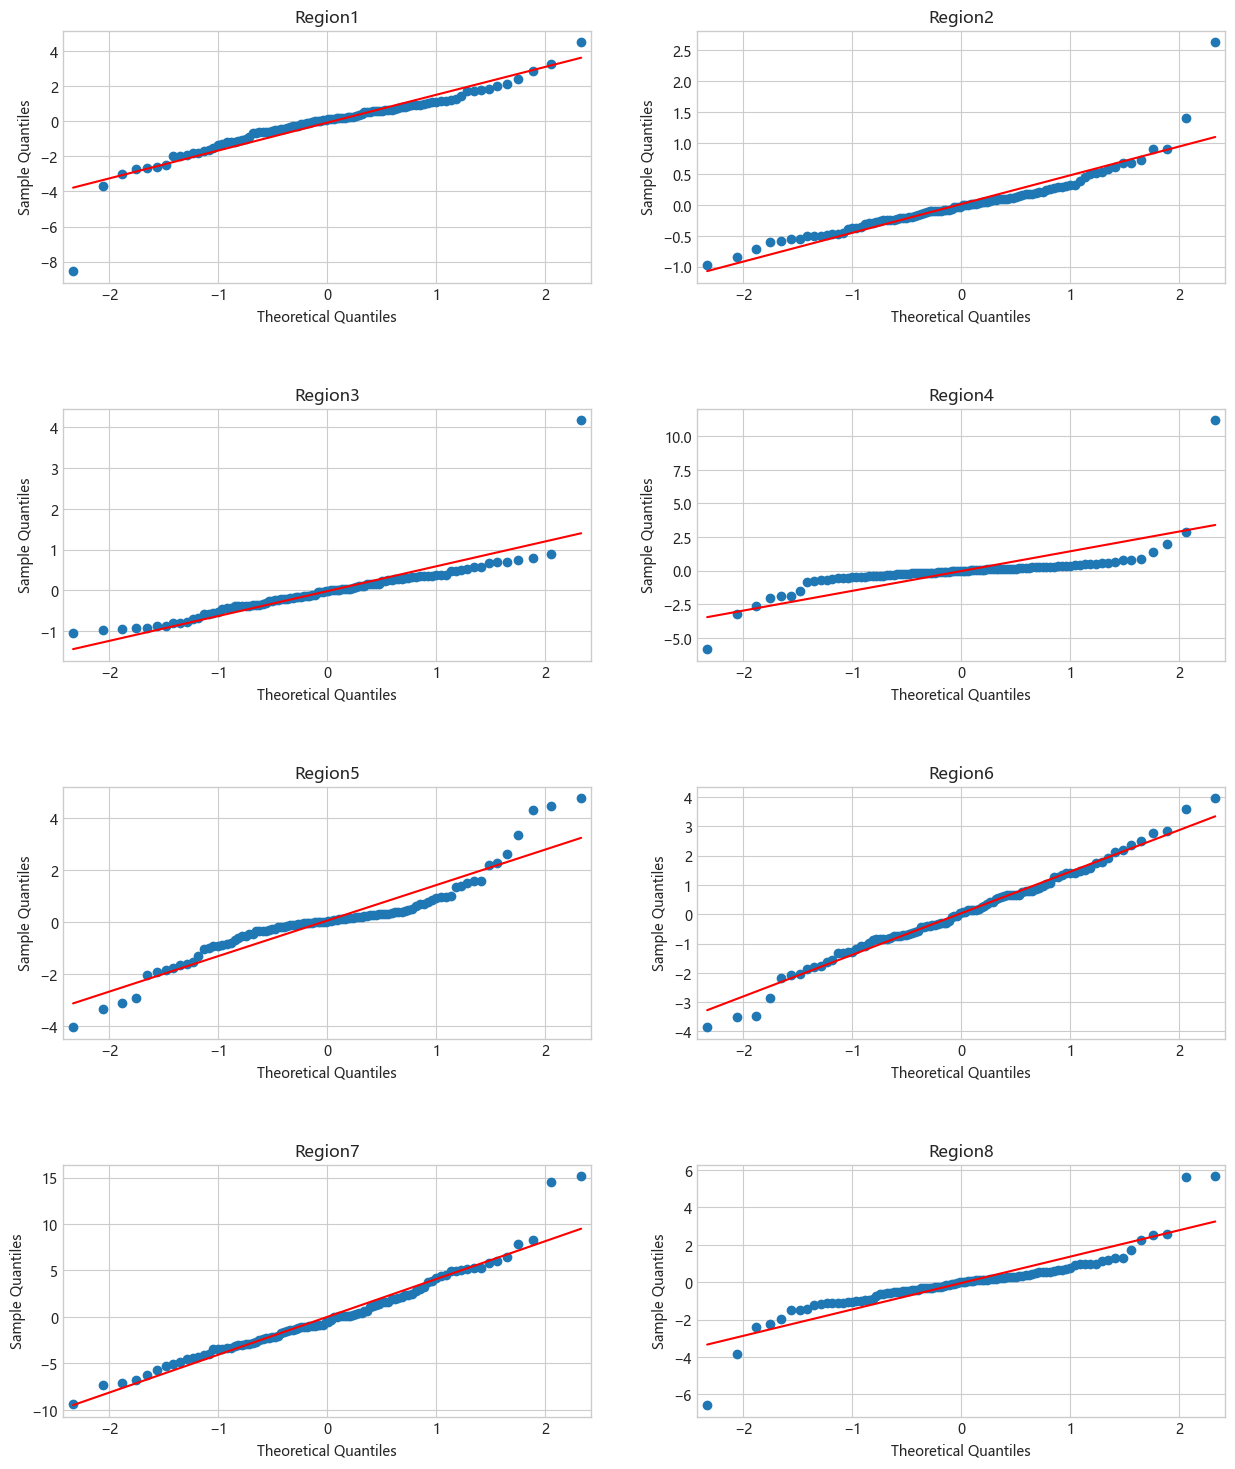 Region1
4
2
0
−2
−4
−6
−8
Sample Quantiles
−2 −1 0 1 2
Theoretical Quantiles
Region2
2.5
2.0
1.5
1.0
0.5
0.0
−0.5
−1.0
Sample Quantiles
−2 −1 0 1 2
Theoretical Quantiles
Region3
4
3
2
1
0
−1
Sample Quantiles
−2 −1 0 1 2
Theoretical Quantiles
Region4
10.0
7.5
5.0
2.5
0.0
−2.5
−5.0
Sample Quantiles
−2 −1 0 1 2
Theoretical Quantiles
Region5
4
2
0
−2
−4
Sample Quantiles
−2 −1 0 1 2
Theoretical Quantiles
Region6
4
3
2
1
0
−1
−2
−3
−4
Sample Quantiles
−2 −1 0 1 2
Theoretical Quantiles
Region7
15
10
5
0
−5
−10
Sample Quantiles
−2 −1 0 1 2
Theoretical Quantiles
Region8
6
4
2
0
−2
−4
−6
Sample Quantiles
−2 −1 0 1 2
Theoretical Quantiles